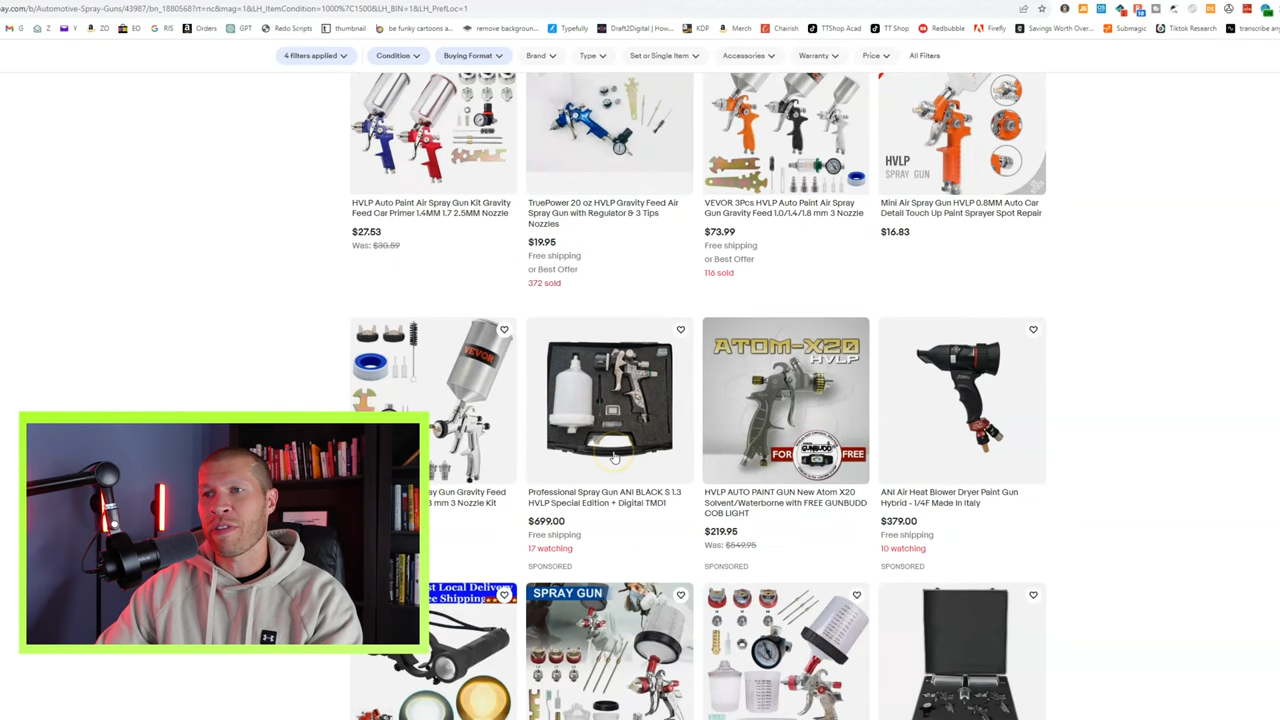 bay.com/b/Automotive-Spray-Guns/43987/bn_1880568?rt=nc&mag=1&LH_ItemCondition=1000%7C1500&LH_BIN=1&LH_PrefLoc=1
G Z Y ZO EO RIS Orders GPT Redo Scripts thumbnail be funky cartoons a... remove backgroun... Typefully Draft2Digital | How... KDP Merch Chairish TTShop Acad TT Shop Redbubble Firefly Savings Worth Over... Submagic Tiktok Research transcribe
4 filters applied Condition Buying Format Brand Type Set or Single Item Accessories Warranty Price All Filters
HVLP
SPRAY GUN
HVLP Auto Paint Air Spray Gun Kit Gravity
Feed Car Primer 1.4MM 1.7 2.5MM Nozzle
$27.53
Was: $30.59
TruePower 20 oz HVLP Gravity Feed Air
Spray Gun with Regulator & 3 Tips
Nozzles
$19.95
Free shipping
or Best Offer
372 sold
VEVOR 3Pcs HVLP Auto Paint Air Spray
Gun Gravity Feed 1.0/1.4/1.8 mm 3 Nozzle
$73.99
Free shipping
or Best Offer
116 sold
Mini Air Spray Gun HVLP 0.8MM Auto Car
Detail Touch Up Paint Sprayer Spot Repair
$16.83
VEVOR
ATOM-X20
HVLP
GUNBUDD
FOR FREE
ay Gun Gravity Feed
8 mm 3 Nozzle Kit
Professional Spray Gun ANI BLACK S 1.3
HVLP Special Edition + Digital TMD1
$699.00
Free shipping
17 watching
SPONSORED
HVLP AUTO PAINT GUN New Atom X20
Solvent/Waterborne with FREE GUNBUDD
COB LIGHT
$219.95
Was: $549.95
SPONSORED
ANI Air Heat Blower Dryer Paint Gun
Hybrid - 1/4F Made In Italy
$379.00
Free shipping
10 watching
SPONSORED
st Local Delivery
e Shipping,
SPRAY GUN